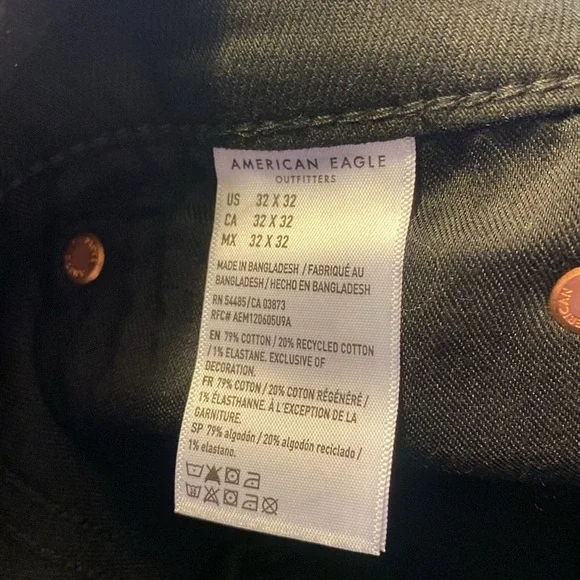 AMERICAN EAGLE
OUTFITTERS
US 32 X 32
CA 32 X 32
MX 32 X 32
MADE IN BANGLADESH / FABRIQUÉ AU
BANGLADESH / HECHO EN BANGLADESH
RN 54485/CA 03873
RFC# AEM120605U9A
EN 79% COTTON / 20% RECYCLED COTTON
/ 1% ELASTANE. EXCLUSIVE OF
DECORATION.
FR 79% COTON / 20% COTON RÉGÉNÉRÉ /
1% ÉLASTHANNE. À L'EXCEPTION DE LA
GARNITURE.
SP 79% algodón / 20% algodón reciclado /
1% elastano.
RICAN